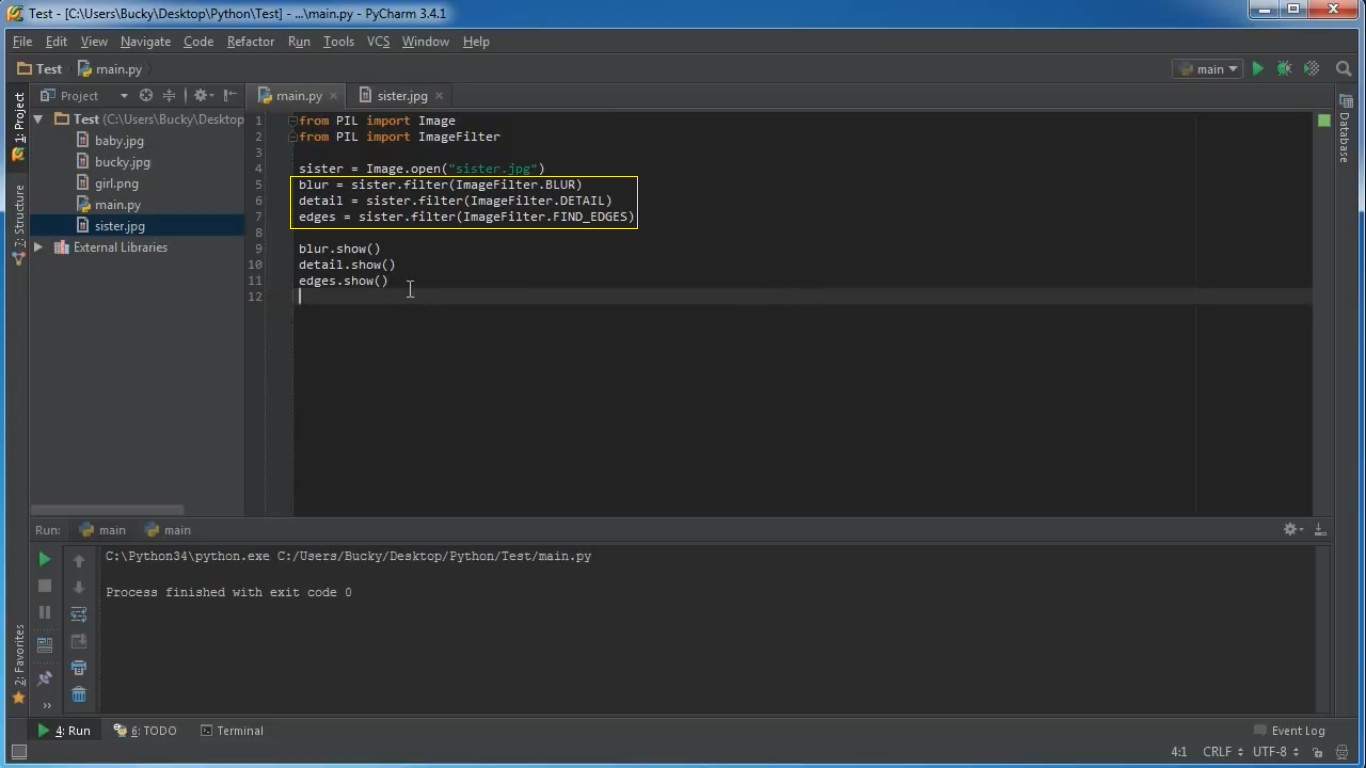 Test - [C:\Users\Bucky\Desktop\Python\Test] - ...\main.py - PyCharm 3.4.1
File Edit View Navigate Code Refactor Run Tools VCS Window Help
Test main.py main
1: Project
7: Structure
2: Favorites
Project
Test (C:\Users\Bucky\Desktop
baby.jpg
bucky.jpg
girl.png
main.py
sister.jpg
External Libraries
main.py sister.jpg
1 from PIL import Image
2 from PIL import ImageFilter
3
4 sister = Image.open("sister.jpg")
5 blur = sister.filter(ImageFilter.BLUR)
6 detail = sister.filter(ImageFilter.DETAIL)
7 edges = sister.filter(ImageFilter.FIND_EDGES)
8
9 blur.show()
10 detail.show()
11 edges.show()
12
Database
Run: main main
C:\Python34\python.exe C:/Users/Bucky/Desktop/Python/Test/main.py
Process finished with exit code 0
4: Run 6: TODO Terminal Event Log
4:1 CRLF UTF-8